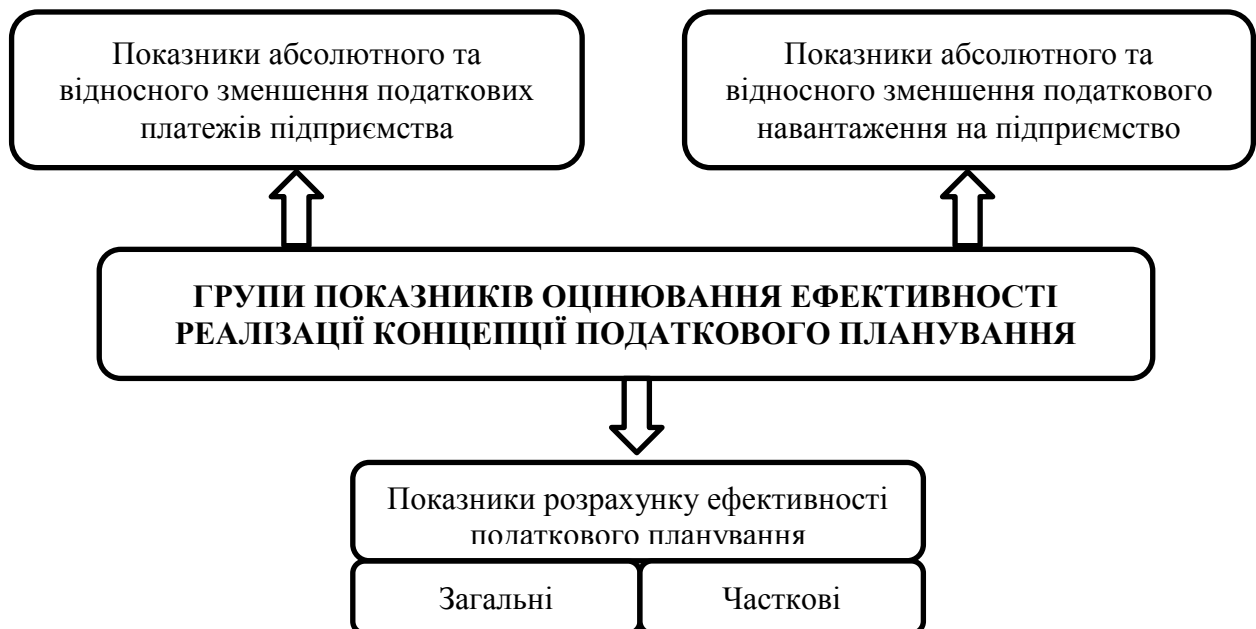 Показники абсолютного та
відносного зменшення податкових
платежів підприємства
Показники абсолютного та
відносного зменшення податкового
навантаження на підприємство
ГРУПИ ПОКАЗНИКІВ ОЦІНЮВАННЯ ЕФЕКТИВНОСТІ
РЕАЛІЗАЦІЇ КОНЦЕПЦІЇ ПОДАТКОВОГО ПЛАНУВАННЯ
Показники розрахунку ефективності
податкового планування
Загальні
Часткові